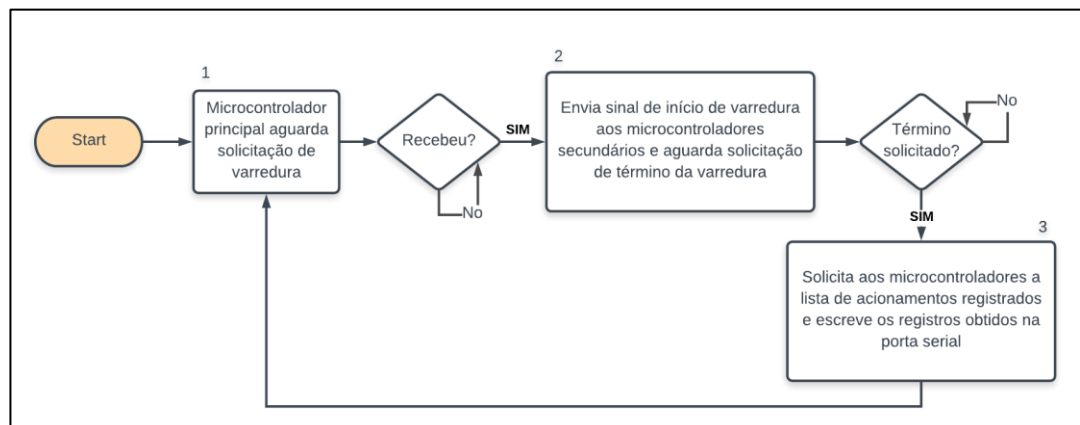 1
2
Start
Microcontrolador
principal aguarda
solicitação de
varredura
Recebeu?
No
SIM
Envia sinal de início de varredura
aos microcontroladores
secundários e aguarda solicitação
de término da varredura
Término
solicitado?
No
SIM
3
Solicita aos microcontroladores a
lista de acionamentos registrados
e escreve os registros obtidos na
porta serial